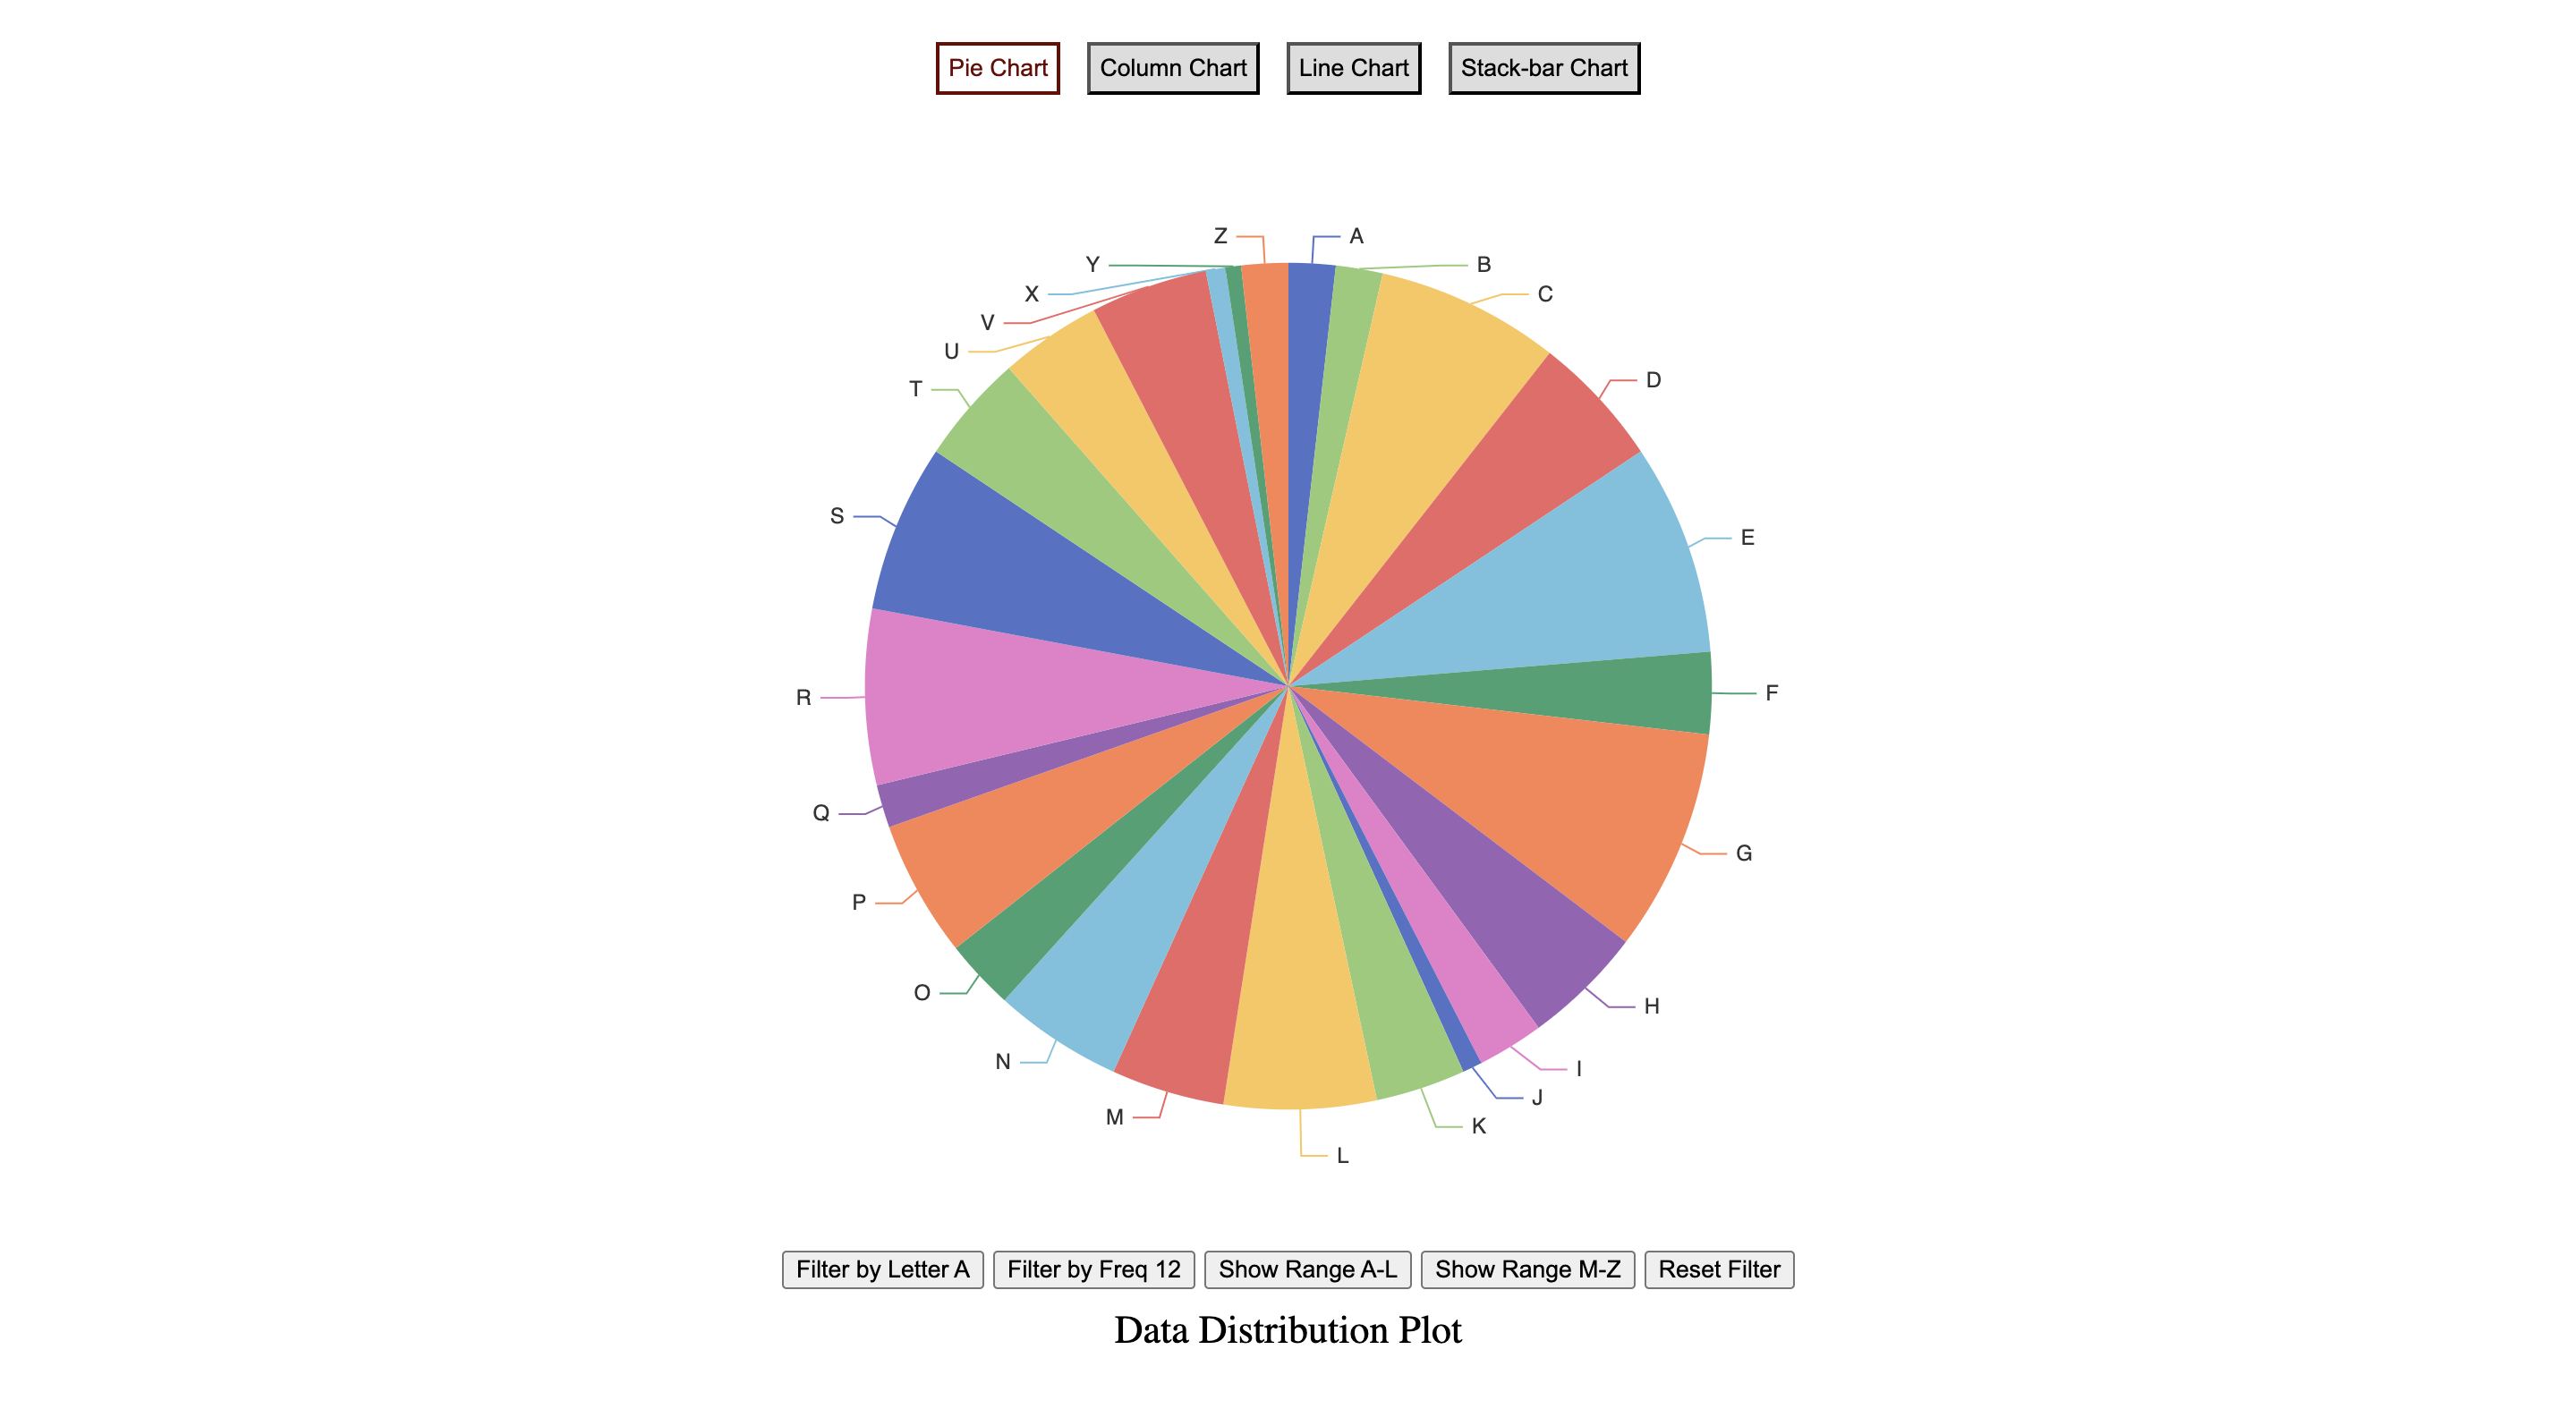 Pie Chart Column Chart Line Chart Stack-bar Chart
Z A
Y B
X C
V
U
T D
S E
R F
Q G
P H
O I
N J
M K
L
Filter by Letter A Filter by Freq 12 Show Range A-L Show Range M-Z Reset Filter
Data Distribution Plot